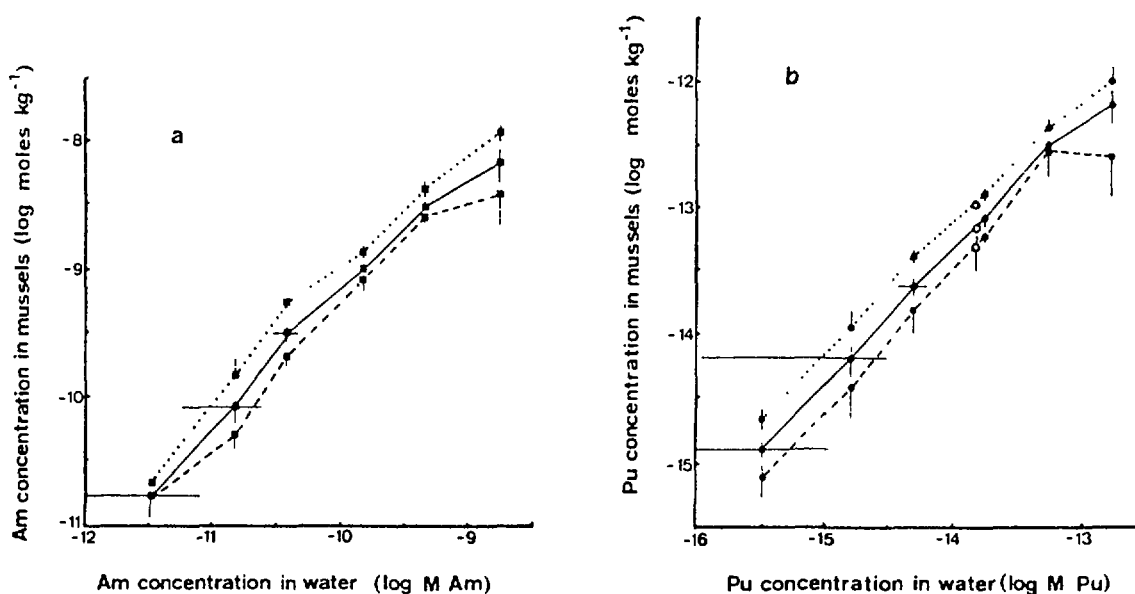 Am concentration in mussels (log moles kg⁻¹)
a
-8
-9
-10
-11
-12
-11
-10
-9
Am concentration in water (log M Am)
Pu concentration in mussels (log moles kg⁻¹)
b
-12
-13
-14
-15
-16
-15
-14
-13
Pu concentration in water (log M Pu)